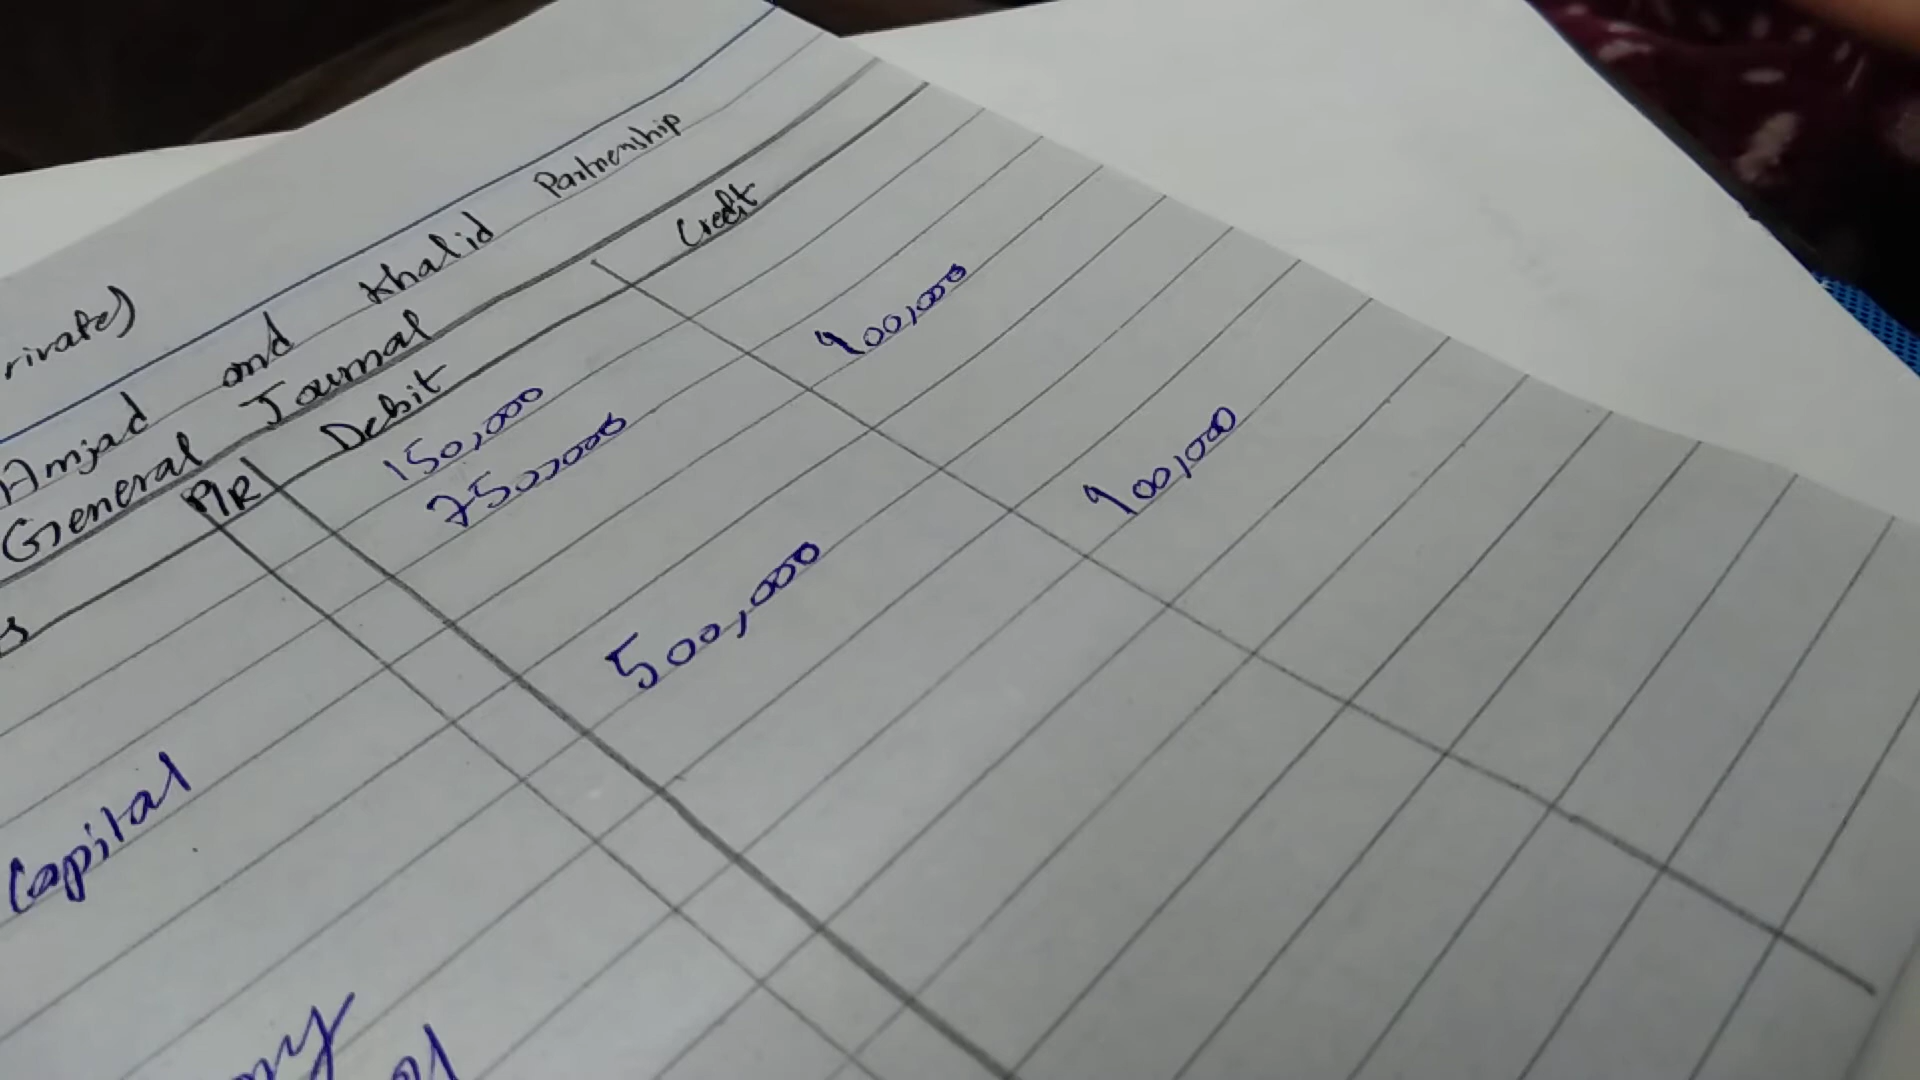 rivate)
Amjad and Khalid Partnership
General Journal
P/R Debit Credit
150,000
750,000
900,000
Capital
500,000
900,000